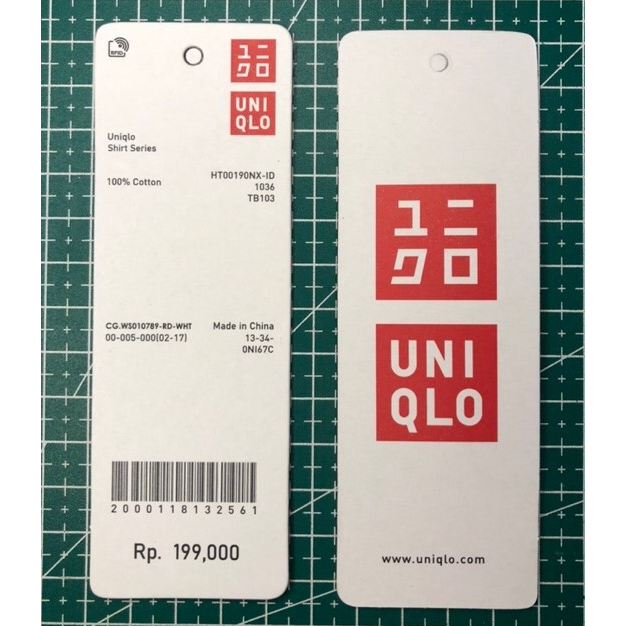 RFID
ユニ
クロ
UNI
QLO
Uniqlo
Shirt Series
100% Cotton
HT00190NX-ID
1036
TB103
CG.WS010789-RD-WHT
00-005-000(02-17)
Made in China
13-34-
0NI67C
2000118132561
Rp. 199,000
ユニ
クロ
UNI
QLO
www.uniqlo.com